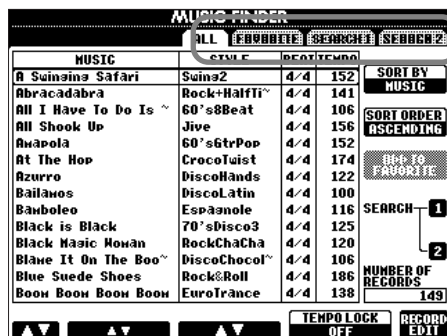 MUSIC FINDER
ALL FAVORITE SEARCH 1 SEARCH 2
MUSIC STYLE BEAT TEMPO
A Swinging Safari Swing2 4/4 152
Abracadabra Rock+HalfTi~ 4/4 141
All I Have To Do Is ~ 60's8Beat 4/4 106
All Shook Up Jive 4/4 156
Amapola 60'sGtrPop 4/4 152
At The Hop CrocoTwist 4/4 174
Azurro DiscoHands 4/4 122
Bailamos DiscoLatin 4/4 100
Bamboleo Espagnole 4/4 116
Black is Black 70'sDisco3 4/4 125
Black Magic Woman RockChaCha 4/4 120
Blame It On The Boo~ DiscoChocol~ 4/4 106
Blue Suede Shoes Rock&Roll 4/4 186
Boom Boom Boom Boom EuroTrance 4/4 138
SORT BY
MUSIC
SORT ORDER
ASCENDING
ADD TO
FAVORITE
SEARCH 1
2
NUMBER OF
RECORDS
149
TEMPO LOCK
OFF
RECORD
EDIT